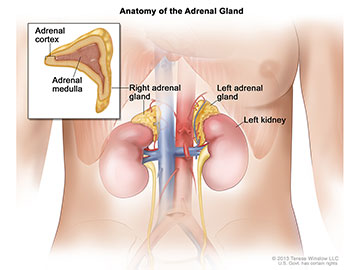 Anatomy of the Adrenal Gland
Adrenal
cortex
Adrenal
medulla
Right adrenal
gland
Left adrenal
gland
Left kidney
© 2013 Terese Winslow LLC
U.S. Govt. has certain rights